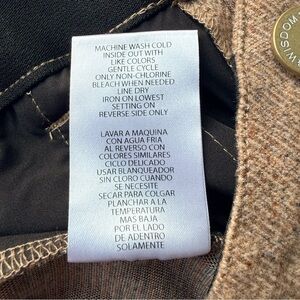 MACHINE WASH COLD
INSIDE OUT WITH
LIKE COLORS
GENTLE CYCLE
ONLY NON-CHLORINE
BLEACH WHEN NEEDED
LINE DRY
IRON ON LOWEST
SETTING ON
REVERSE SIDE ONLY
LAVAR A MAQUINA
CON AGUA FRIA
AL REVERSO CON
COLORES SIMILARES
CICLO DELICADO
USAR BLANQUEADOR
SIN CLORO CUANDO
SE NECESITE
SECAR PARA COLGAR
PLANCHAR A LA
TEMPERATURA
MAS BAJA
POR EL LADO
DE ADENTRO
SOLAMENTE